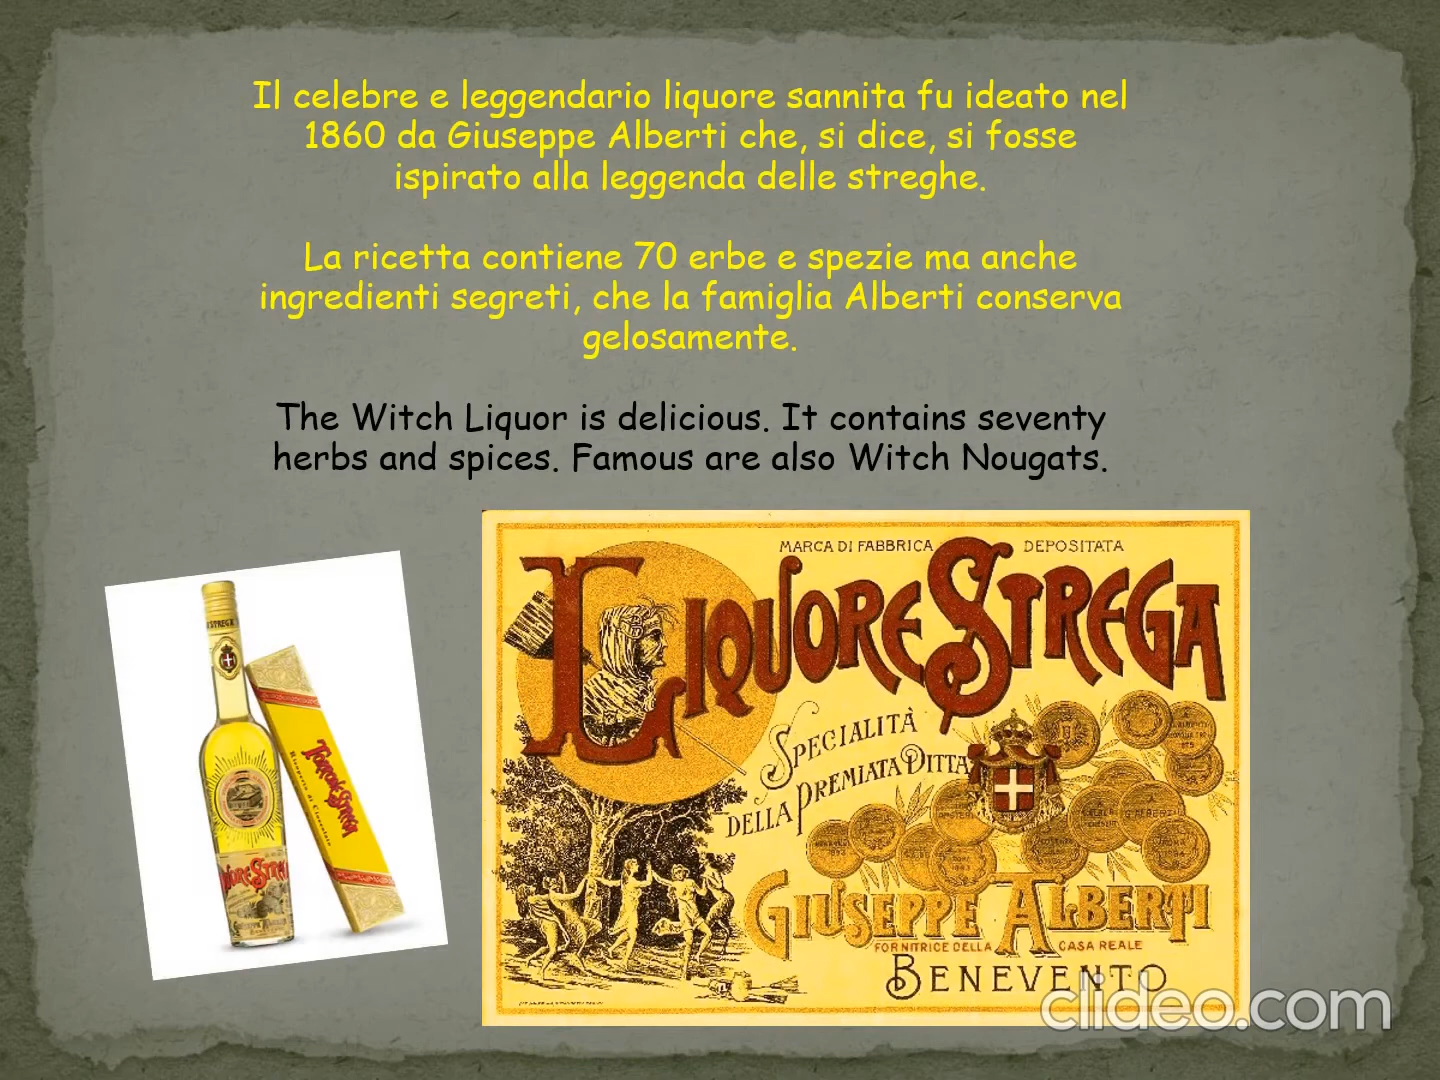 Il celebre e leggendario liquore sannita fu ideato nel
1860 da Giuseppe Alberti che, si dice, si fosse
ispirato alla leggenda delle streghe.
La ricetta contiene 70 erbe e spezie ma anche
ingredienti segreti, che la famiglia Alberti conserva
gelosamente.
The Witch Liquor is delicious. It contains seventy
herbs and spices. Famous are also Witch Nougats.
MARCA DI FABBRICA DEPOSITATA
LIQUORE STREGA
SPECIALITÀ
DELLA PREMIATA DITTA
GIUSEPPE ALBERTI
FORNITRICE DELLA CASA REALE
BENEVENTO
STREGA
Torrone Strega
clideo.com